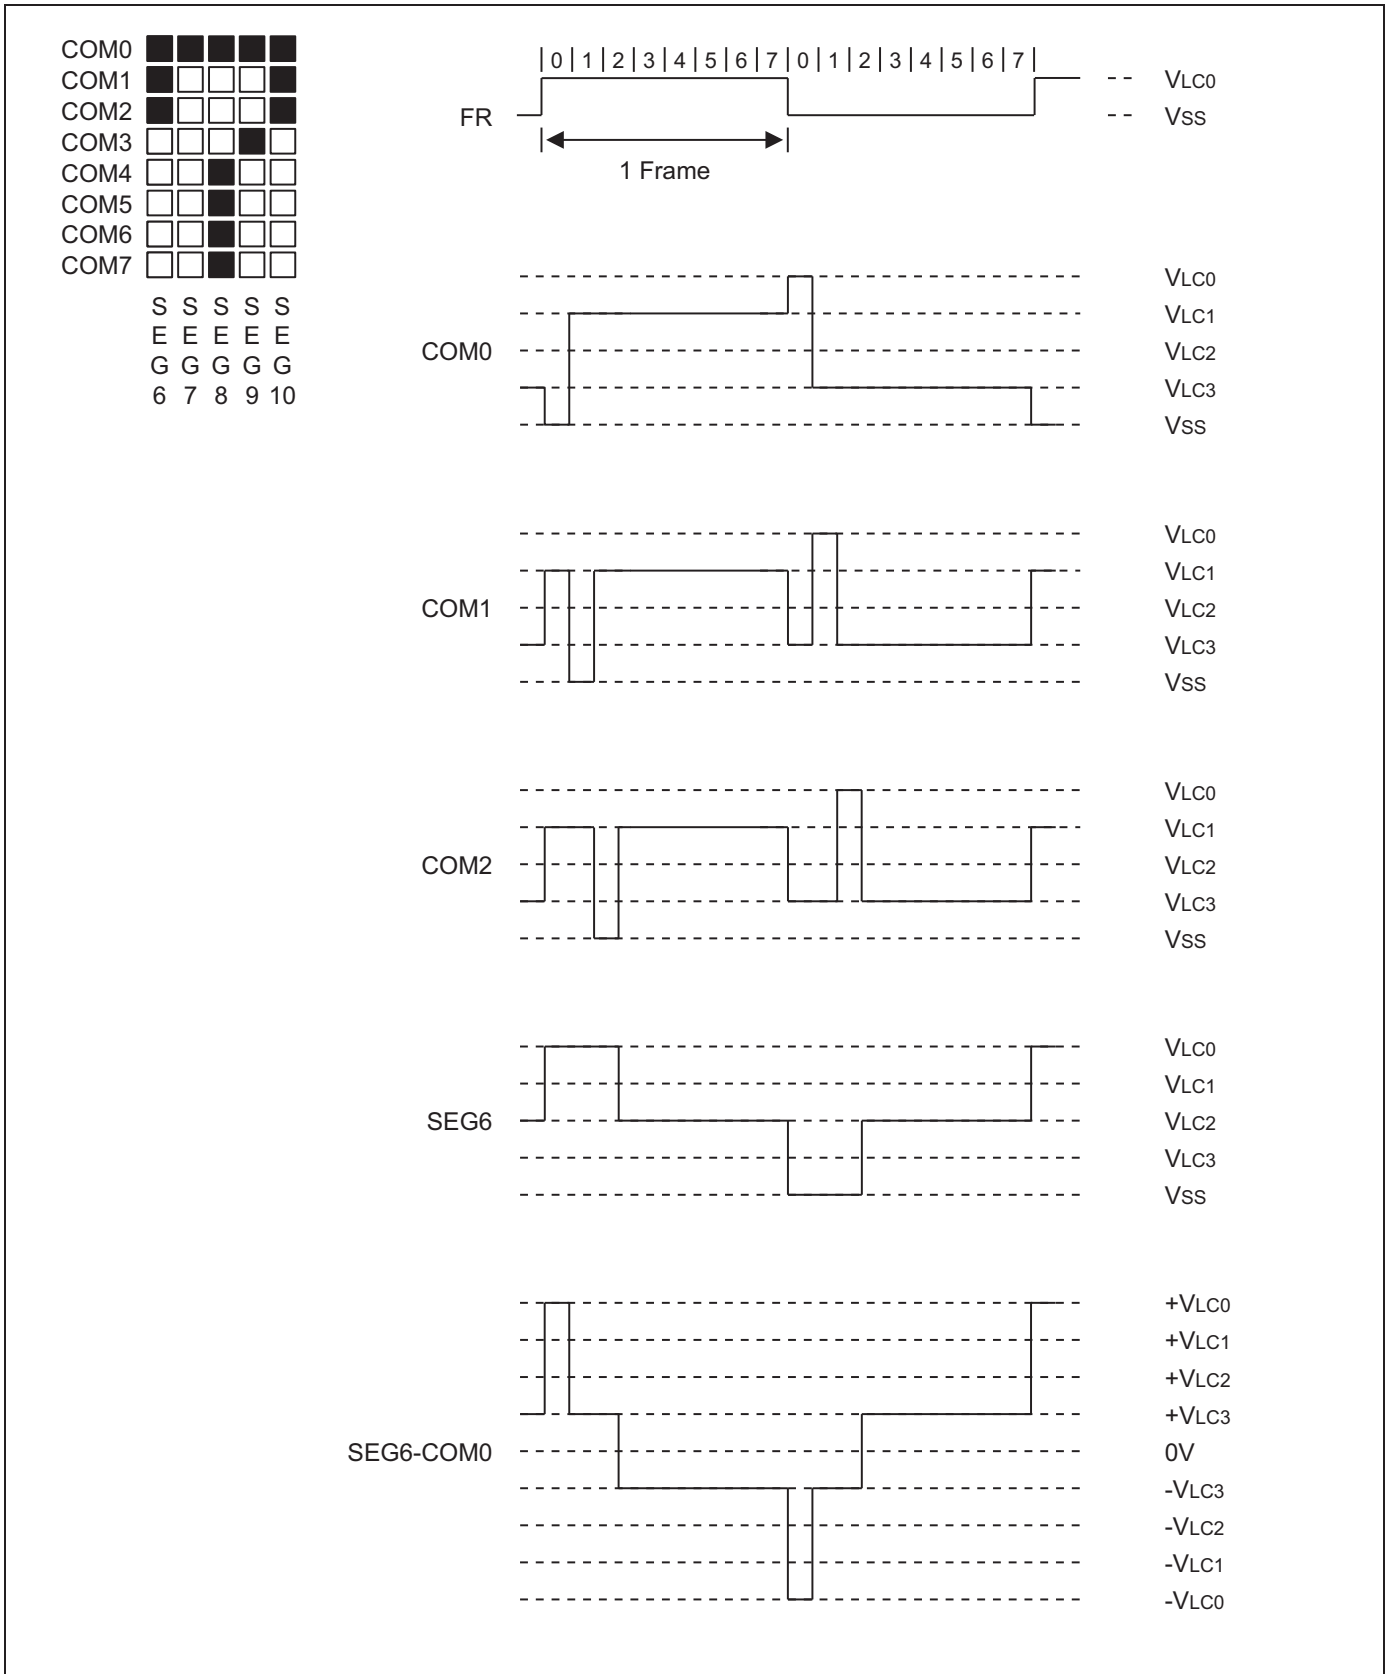 COM0
COM1
COM2
COM3
COM4
COM5
COM6
COM7
S S S S S
E E E E E
G G G G G
6 7 8 9 10
|0|1|2|3|4|5|6|7|0|1|2|3|4|5|6|7|
FR
VLC0
VSS
1 Frame
COM0
VLC0
VLC1
VLC2
VLC3
VSS
COM1
VLC0
VLC1
VLC2
VLC3
VSS
COM2
VLC0
VLC1
VLC2
VLC3
VSS
SEG6
VLC0
VLC1
VLC2
VLC3
VSS
SEG6-COM0
+VLC0
+VLC1
+VLC2
+VLC3
0V
-VLC3
-VLC2
-VLC1
-VLC0